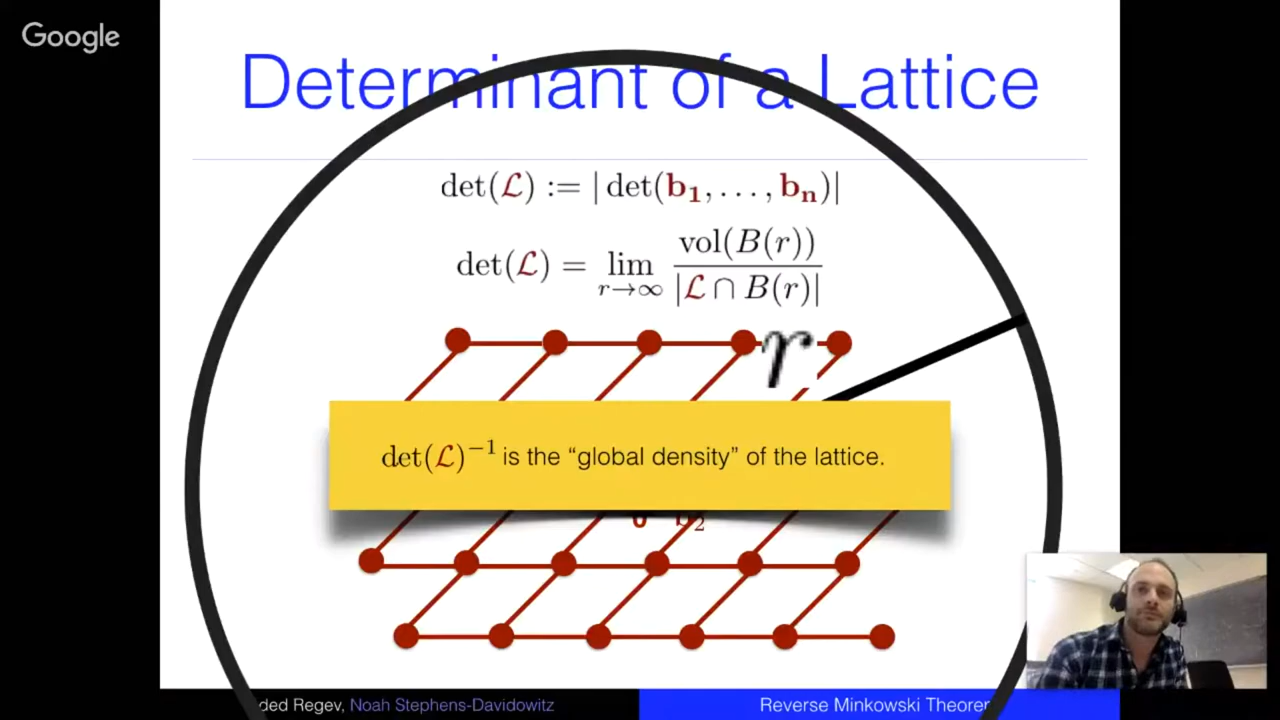 Google
Determinant of a Lattice
det(𝓛) := | det(b₁, . . . , bₙ)|
det(𝓛) = lim_{r→∞} vol(B(r)) / |𝓛 ∩ B(r)|
r
det(𝓛)⁻¹ is the “global density” of the lattice.
ded Regev, Noah Stephens-Davidowitz
Reverse Minkowski Theorem